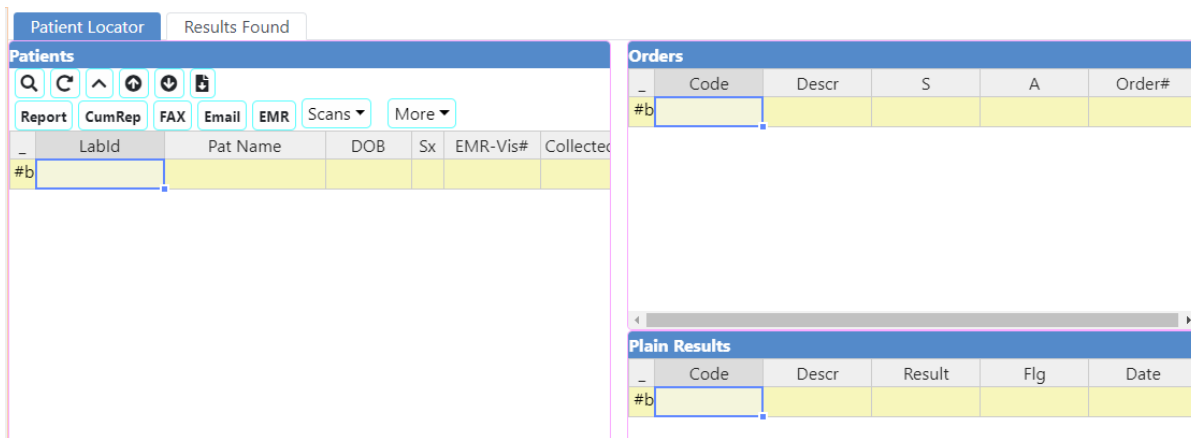 Patient Locator Results Found
Patients
Report CumRep FAX Email EMR Scans More
_ LabId Pat Name DOB Sx EMR-Vis# Collected
#b
Orders
_ Code Descr S A Order#
#b
Plain Results
_ Code Descr Result Flg Date
#b